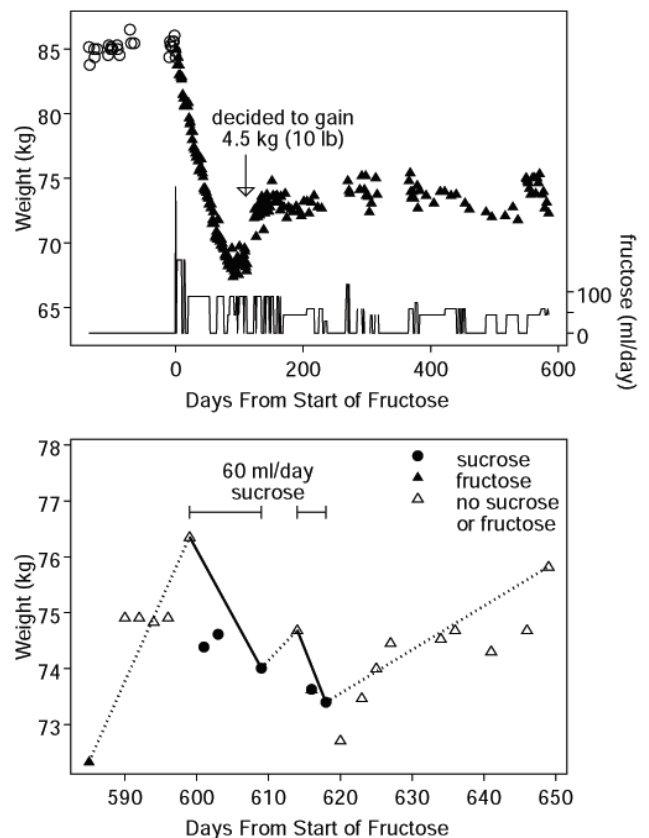 85
80
75
70
65
Weight (kg)
decided to gain
4.5 kg (10 lb)
100
0
fructose (ml/day)
0
200
400
600
Days From Start of Fructose
78
77
76
75
74
73
Weight (kg)
60 ml/day
sucrose
sucrose
fructose
no sucrose
or fructose
590
600
610
620
630
640
650
Days From Start of Fructose